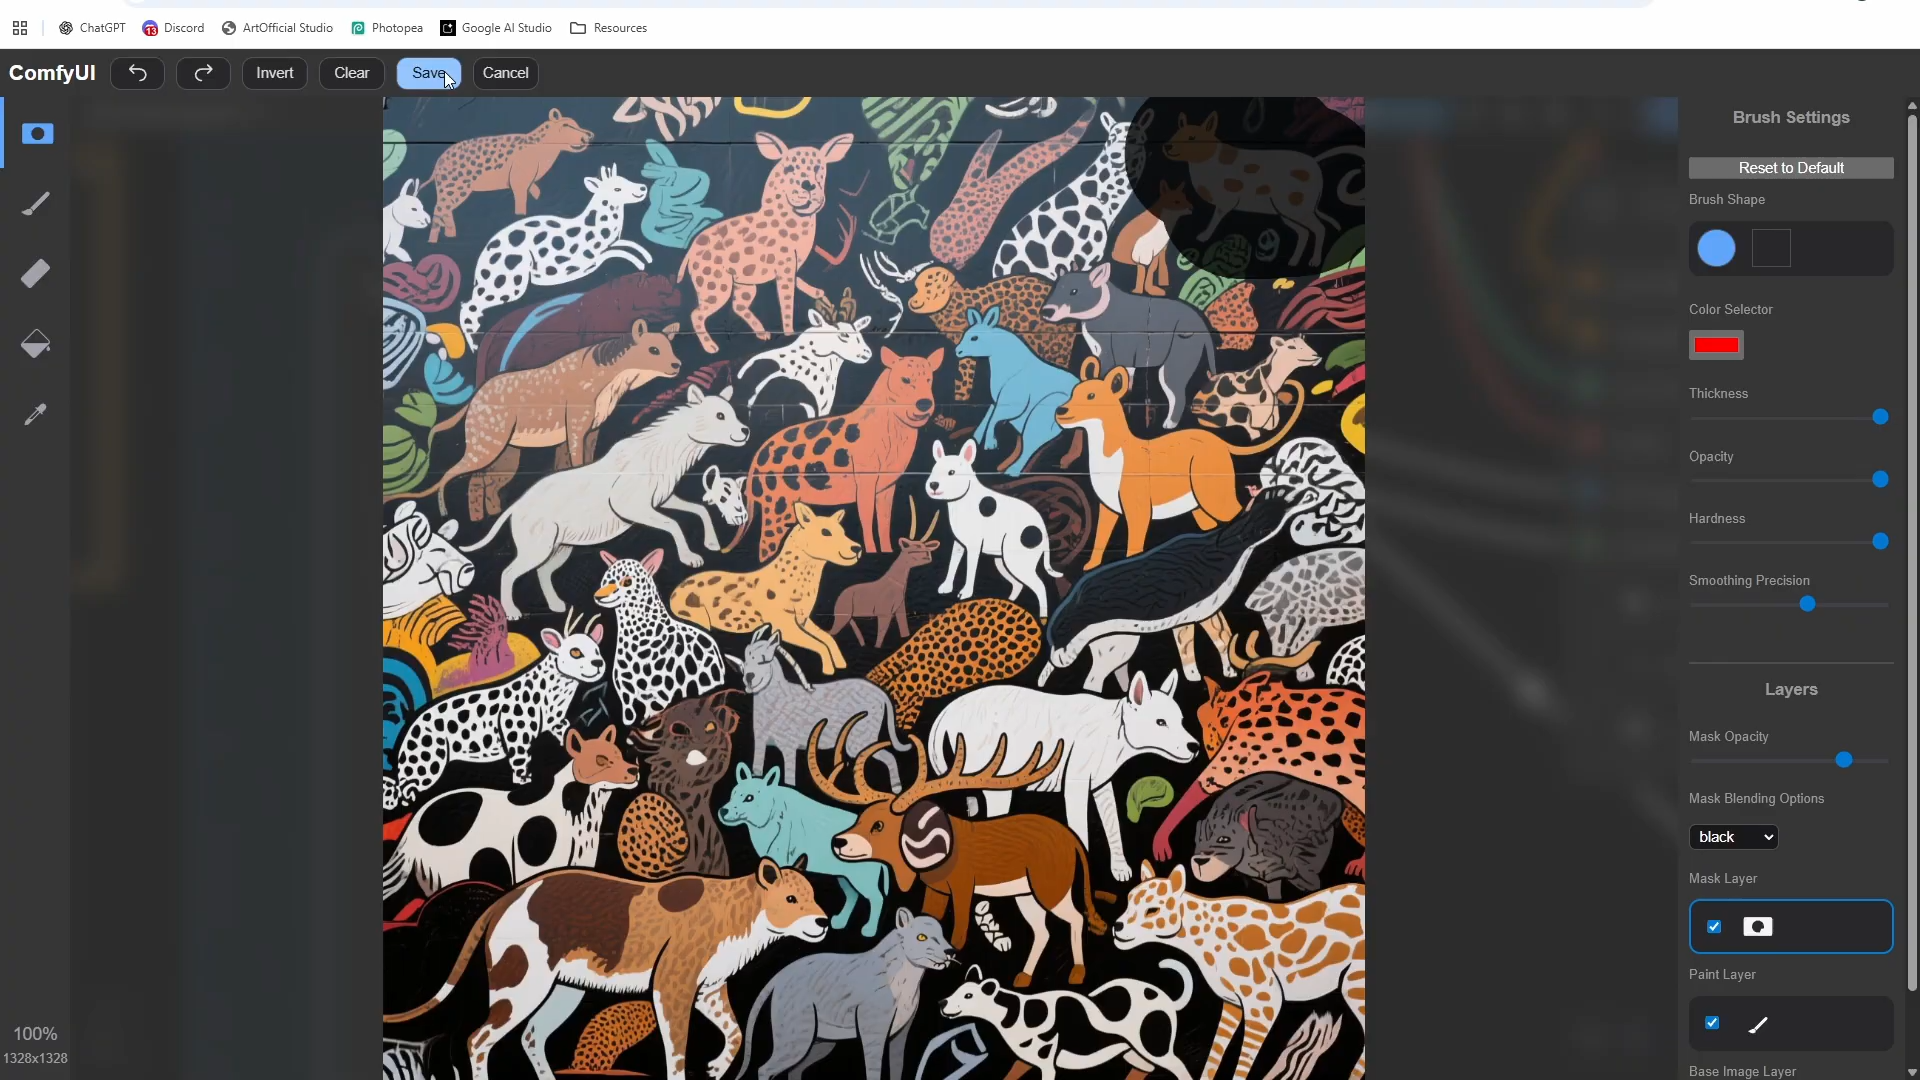 ChatGPT
13
Discord
ArtOfficial Studio
Photopea
Google AI Studio
Resources
ComfyUI
Invert
Clear
Save
Cancel
Brush Settings
Reset to Default
Brush Shape
Color Selector
Thickness
Opacity
Hardness
Smoothing Precision
Layers
Mask Opacity
Mask Blending Options
black
Mask Layer
Paint Layer
Base Image Layer
100%
1328x1328